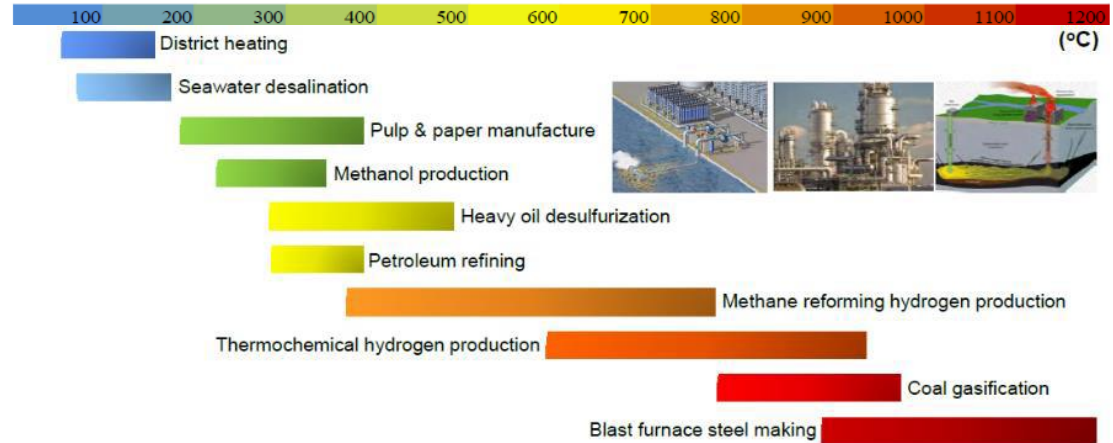 100 200 300 400 500 600 700 800 900 1000 1100 1200
(°C)
District heating
Seawater desalination
Pulp & paper manufacture
Methanol production
Heavy oil desulfurization
Petroleum refining
Methane reforming hydrogen production
Thermochemical hydrogen production
Coal gasification
Blast furnace steel making